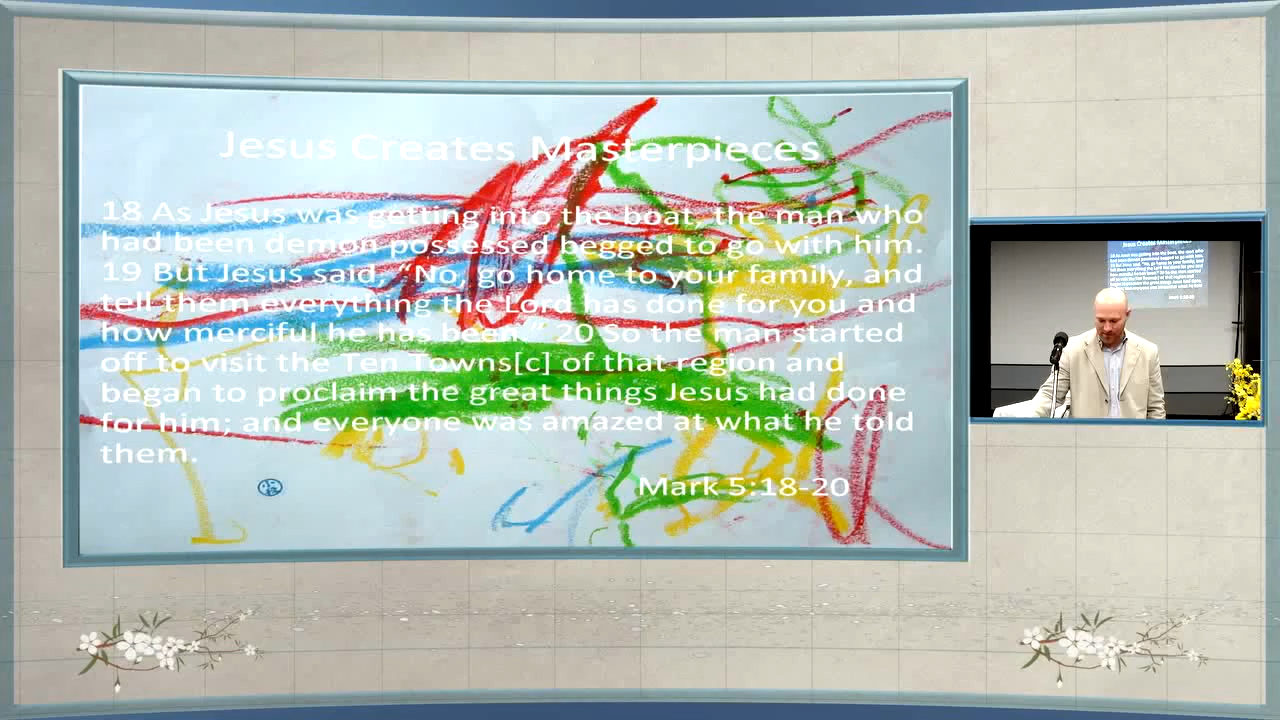 Jesus Creates Masterpieces
18 As Jesus was getting into the boat, the man who
had been demon possessed begged to go with him.
19 But Jesus said, “No, go home to your family, and
tell them everything the Lord has done for you and
how merciful he has been.” 20 So the man started
off to visit the Ten Towns[c] of that region and
began to proclaim the great things Jesus had done
for him; and everyone was amazed at what he told
them.
Mark 5:18-20